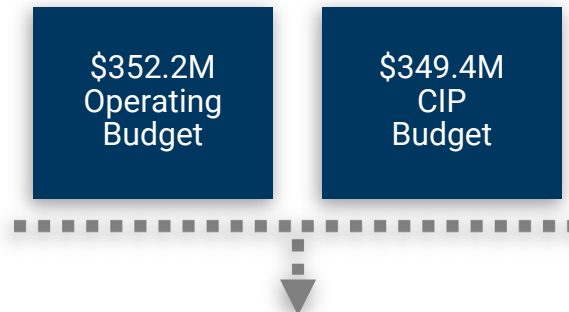 $352.2M
Operating
Budget
$349.4M
CIP
Budget